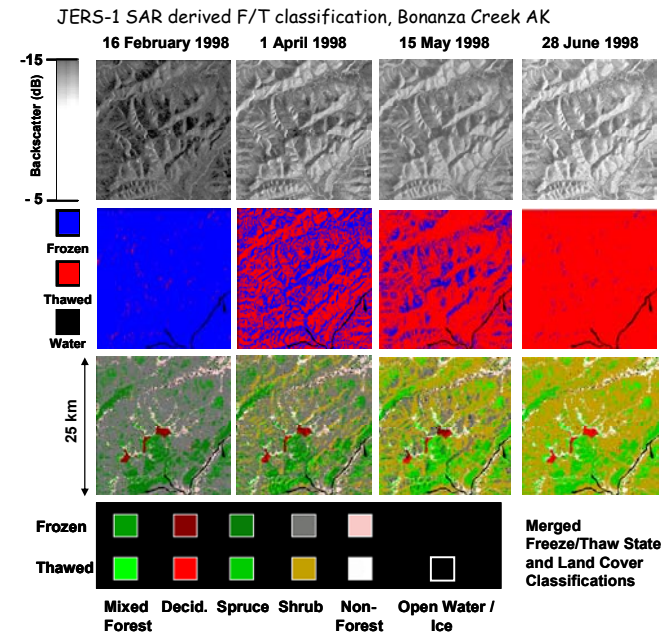 JERS-1 SAR derived F/T classification, Bonanza Creek AK
16 February 1998
1 April 1998
15 May 1998
28 June 1998
-15
Backscatter (dB)
- 5
Frozen
Thawed
Water
25 km
Frozen
Thawed
Mixed Forest
Decid.
Spruce
Shrub
Non-Forest
Open Water / Ice
Merged
Freeze/Thaw State
and Land Cover
Classifications